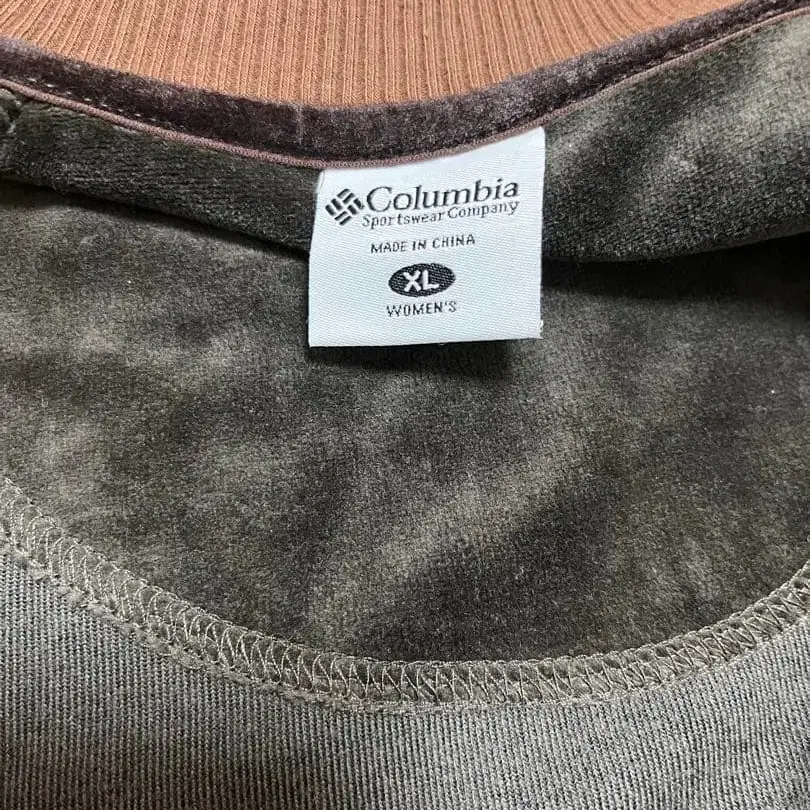 Columbia
Sportswear Company
MADE IN CHINA
XL
WOMEN'S